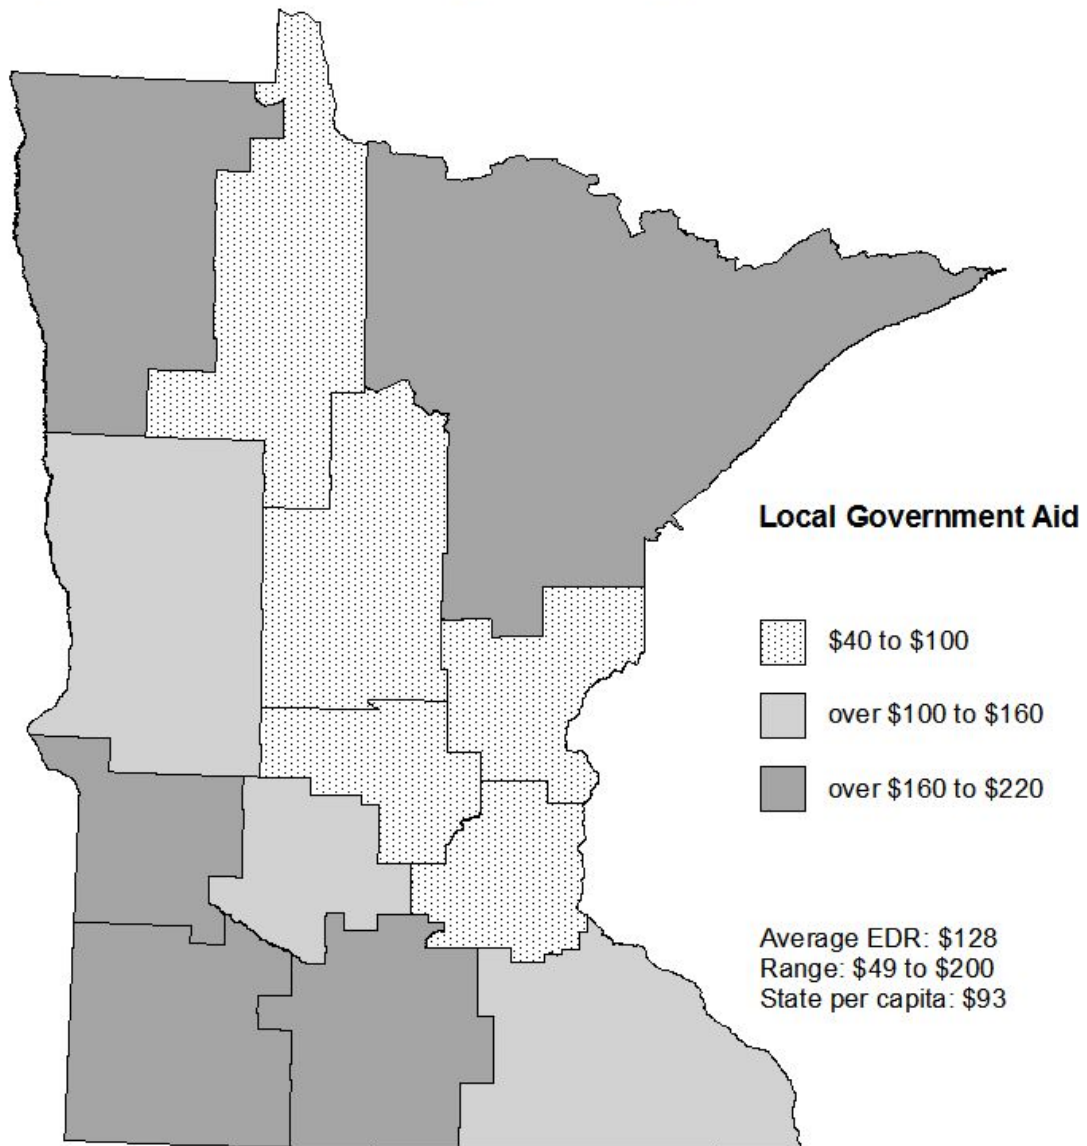 Local Government Aid
$40 to $100
over $100 to $160
over $160 to $220
Average EDR: $128
Range: $49 to $200
State per capita: $93